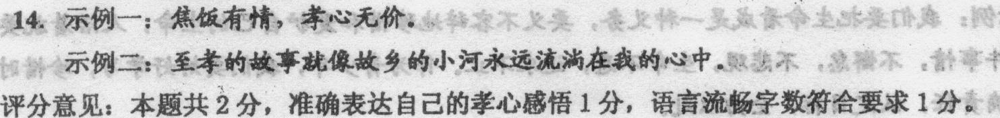 14. 示例一：焦饭有情，孝心无价。
示例二：至孝的故事就像故乡的小河永远流淌在我的心中。
评分意见：本题共2分，准确表达自己的孝心感悟1分，语言流畅字数符合要求1分。